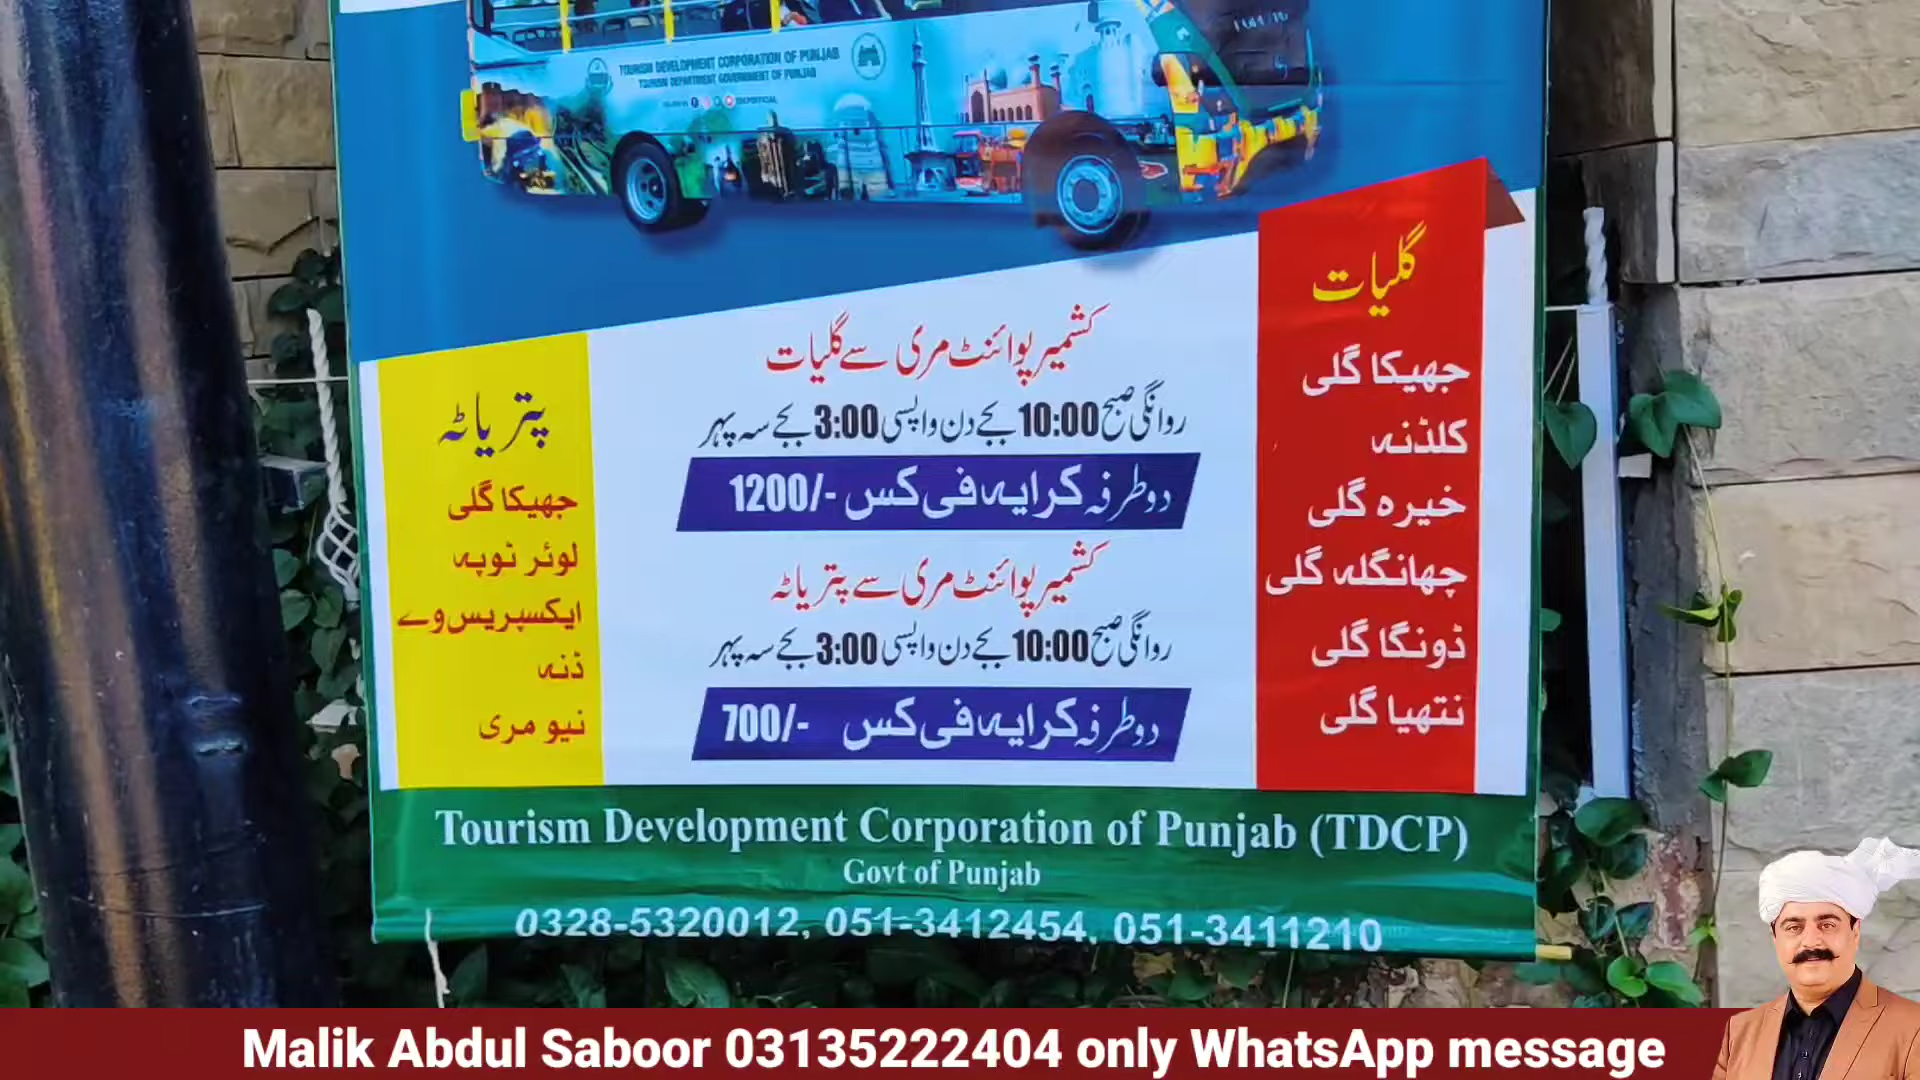 TOURISM DEVELOPMENT CORPORATION OF PUNJAB
TOURISM DEPARTMENT GOVERNMENT OF PUNJAB
گلیات
جھیکا گلی
کلڈنہ
خیرہ گلی
چھانگلہ گلی
ڈونگا گلی
نتھیا گلی
کشمیر پوائنٹ مری سے گلیات
روانگی صبح 10:00 بجے دن واپسی 3:00 بجے سہ پہر
دو طرفہ کرایہ فی کس -/1200
کشمیر پوائنٹ مری سے پتریاٹہ
روانگی صبح 10:00 بجے دن واپسی 3:00 بجے سہ پہر
دو طرفہ کرایہ فی کس -/700
پتریاٹہ
جھیکا گلی
لوئر ٹوپہ
ایکسپریس وے
ڈنہ
نیو مری
Tourism Development Corporation of Punjab (TDCP)
Govt of Punjab
0328-5320012, 051-3412454, 051-3411210
Malik Abdul Saboor 03135222404 only WhatsApp message